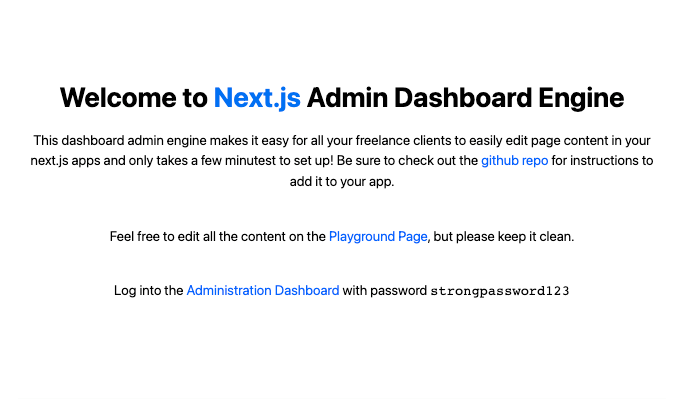 Welcome to Next.js Admin Dashboard Engine
This dashboard admin engine makes it easy for all your freelance clients to easily edit page content in your
next.js apps and only takes a few minutest to set up! Be sure to check out the github repo for instructions to
add it to your app.
Feel free to edit all the content on the Playground Page, but please keep it clean.
Log into the Administration Dashboard with password strongpassword123